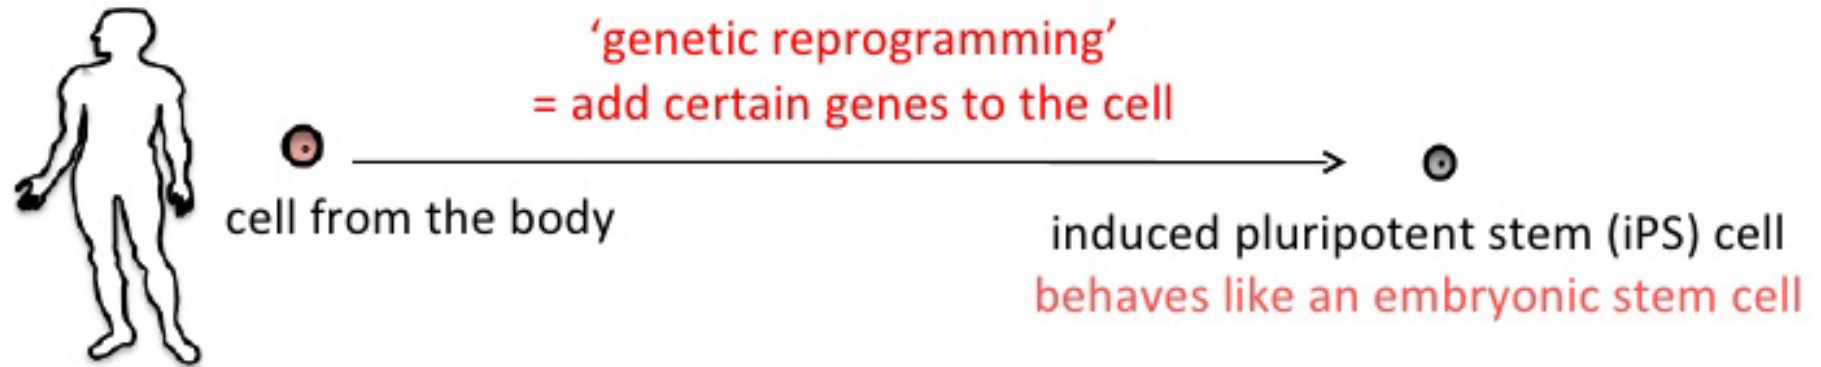 ‘genetic reprogramming’
= add certain genes to the cell
cell from the body
induced pluripotent stem (iPS) cell
behaves like an embryonic stem cell